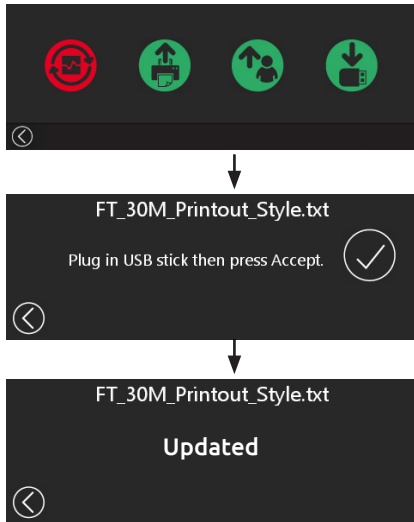 FT_30M_Printout_Style.txt
Plug in USB stick then press Accept.
FT_30M_Printout_Style.txt
Updated